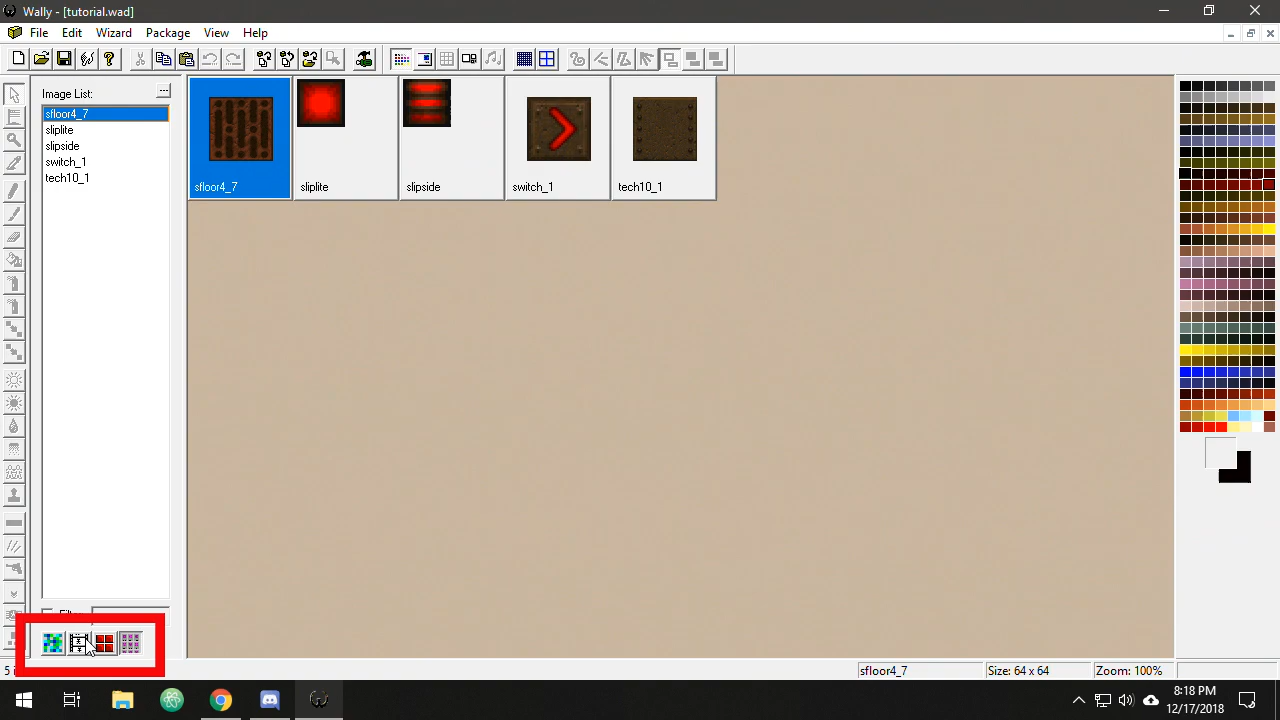 Wally - [tutorial.wad]
File Edit Wizard Package View Help
Image List:
sfloor4_7
sliplite
slipside
switch_1
tech10_1
sfloor4_7 sliplite slipside switch_1 tech10_1
Filter
5 i
sfloor4_7 Size: 64 x 64 Zoom: 100%
8:18 PM
12/17/2018